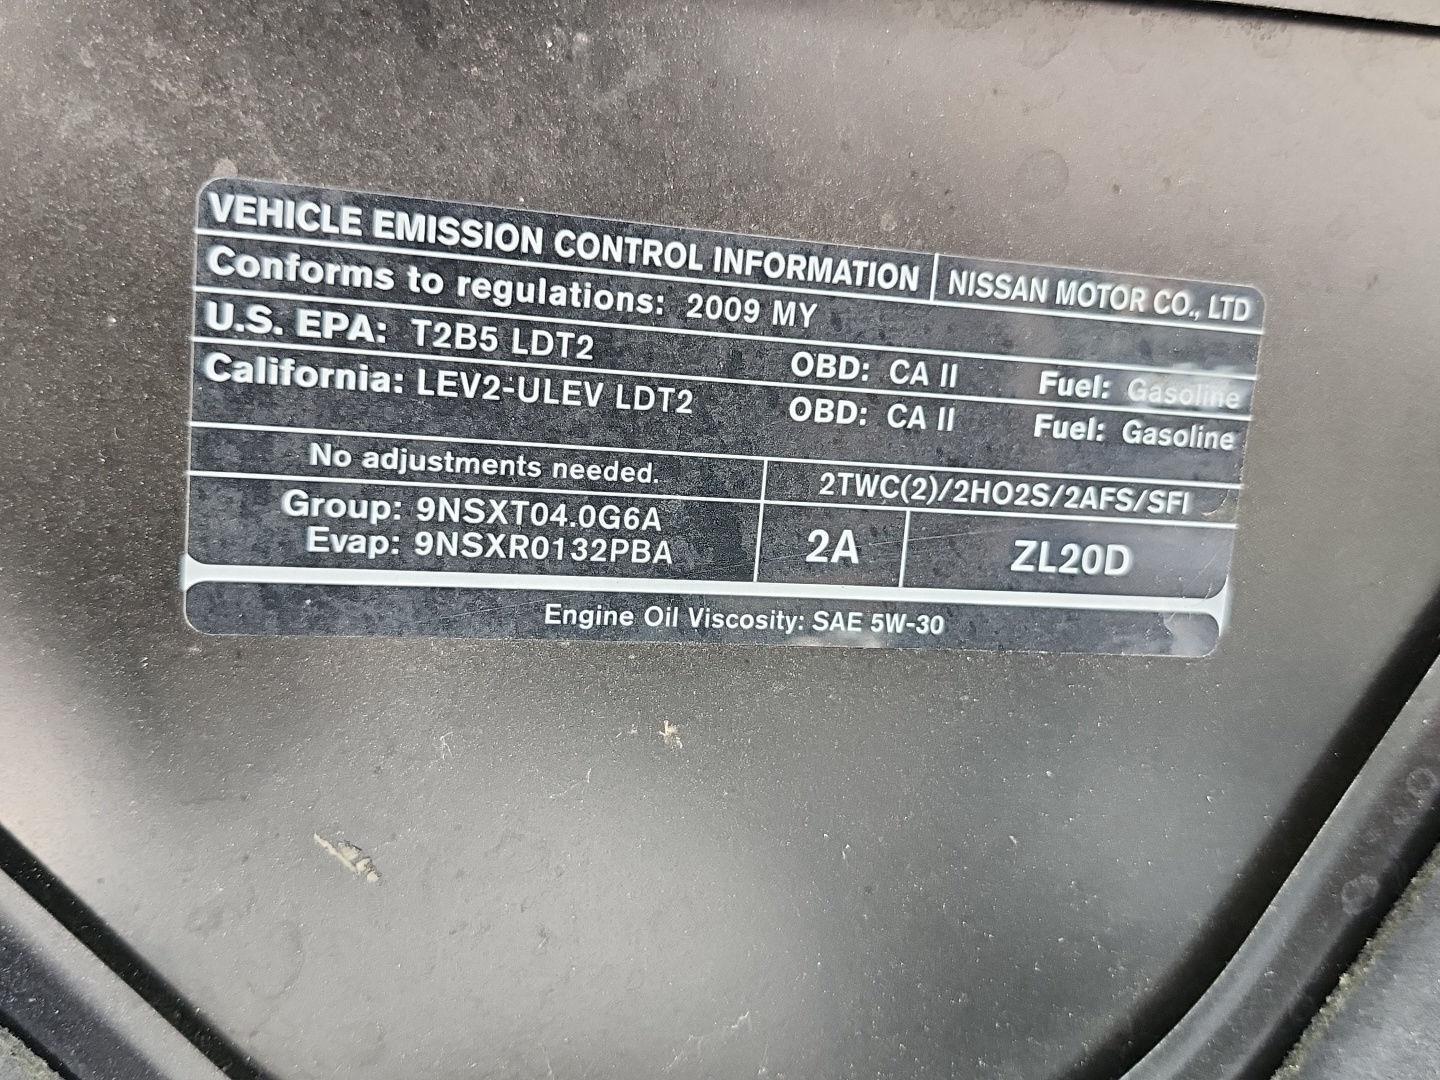 VEHICLE EMISSION CONTROL INFORMATION NISSAN MOTOR CO., LTD
Conforms to regulations: 2009 MY
U.S. EPA: T2B5 LDT2 OBD: CA II Fuel: Gasoline
California: LEV2-ULEV LDT2 OBD: CA II Fuel: Gasoline
No adjustments needed. 2TWC(2)/2HO2S/2AFS/SFI
Group: 9NSXT04.0G6A
Evap: 9NSXR0132PBA
2A ZL20D
Engine Oil Viscosity: SAE 5W-30